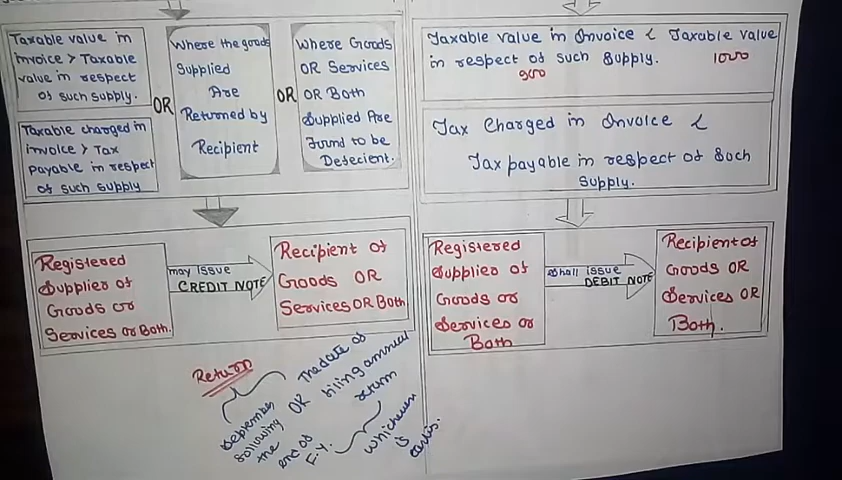 Taxable value in
invoice > Taxable
value in respect
of such supply.
OR
Where the goods
Supplied
Are
Returned by
Recipient
OR
Where Goods
OR Services
OR Both
Supplied Are
Found to be
Deficient.
Taxable charged in
invoice > Tax
payable in respect
of such supply
Registered
Supplies of
Goods or
Services or Both.
may issue
CREDIT NOTE
Recipient of
Goods OR
Services OR Both
Return
September
following
the
end of
F.Y.
OR
The date of
filing annual
return
whichever
is
earlis.
Taxable value in Invoice < Taxable value
in respect of such Supply.
900
1000
Tax Charged in Invoice <
Tax payable in respect of Such
Supply.
Registered
Supplies of
Goods or
Services or
Both
Shall issue
DEBIT NOTE
Recipient of
Goods OR
Services OR
Both.